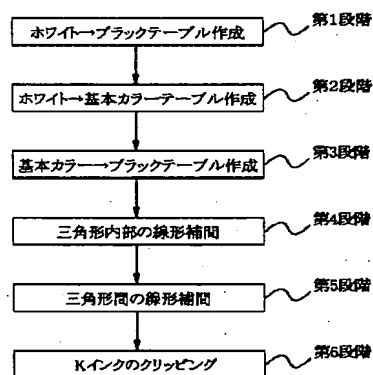 ホワイト→ブラックテーブル作成 第1段階
ホワイト→基本カラーテーブル作成 第2段階
基本カラー→ブラックテーブル作成 第3段階
三角形内部の線形補間 第4段階
三角形間の線形補間 第5段階
Kインクのクリッピング 第6段階